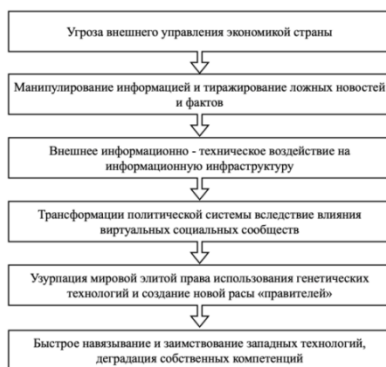 Угроза внешнего управления экономикой страны
Манипулирование информацией и тиражирование ложных новостей
и фактов
Внешнее информационно - техническое воздействие на
информационную инфраструктуру
Трансформации политической системы вследствие влияния
виртуальных социальных сообществ
Узурпация мировой элитой права использования генетических
технологий и создание новой расы «правителей»
Быстрое навязывание и заимствование западных технологий,
деградация собственных компетенций